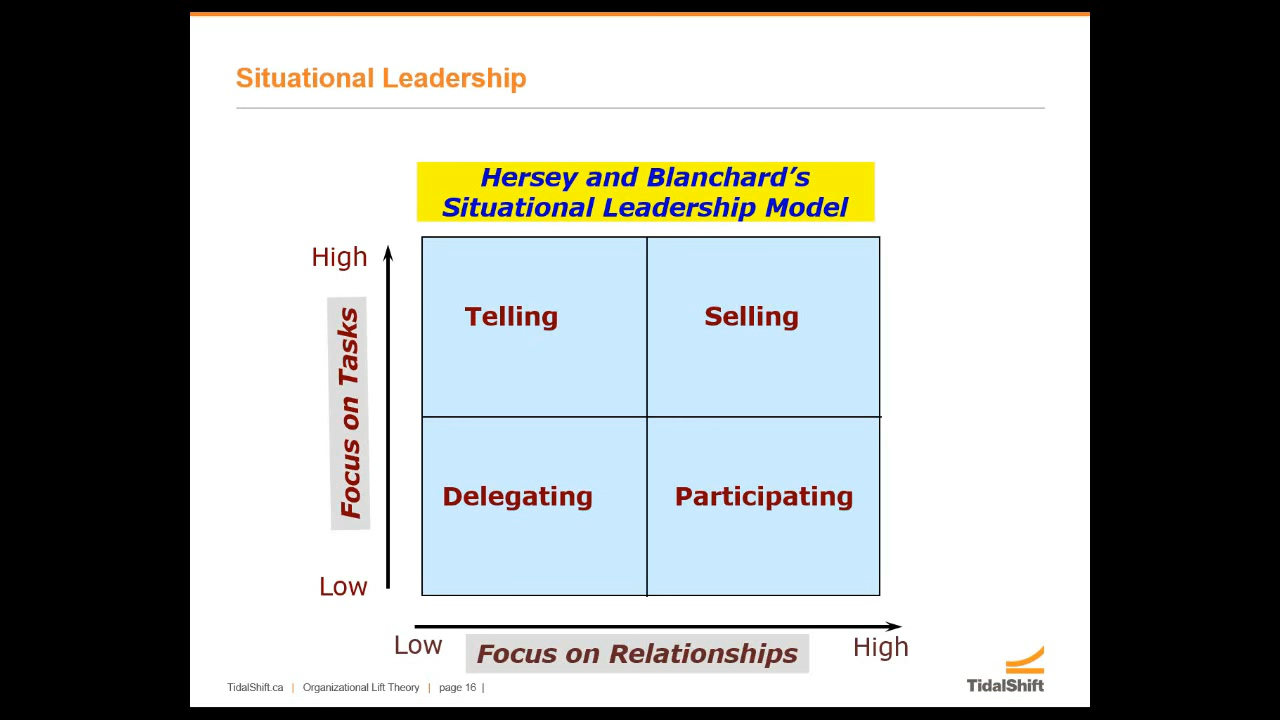 Situational Leadership
Hersey and Blanchard’s
Situational Leadership Model
High
Focus on Tasks
Low
Telling
Selling
Delegating
Participating
Low
Focus on Relationships
High
TidalShift.ca | Organizational Lift Theory | page 16 |
TidalShift